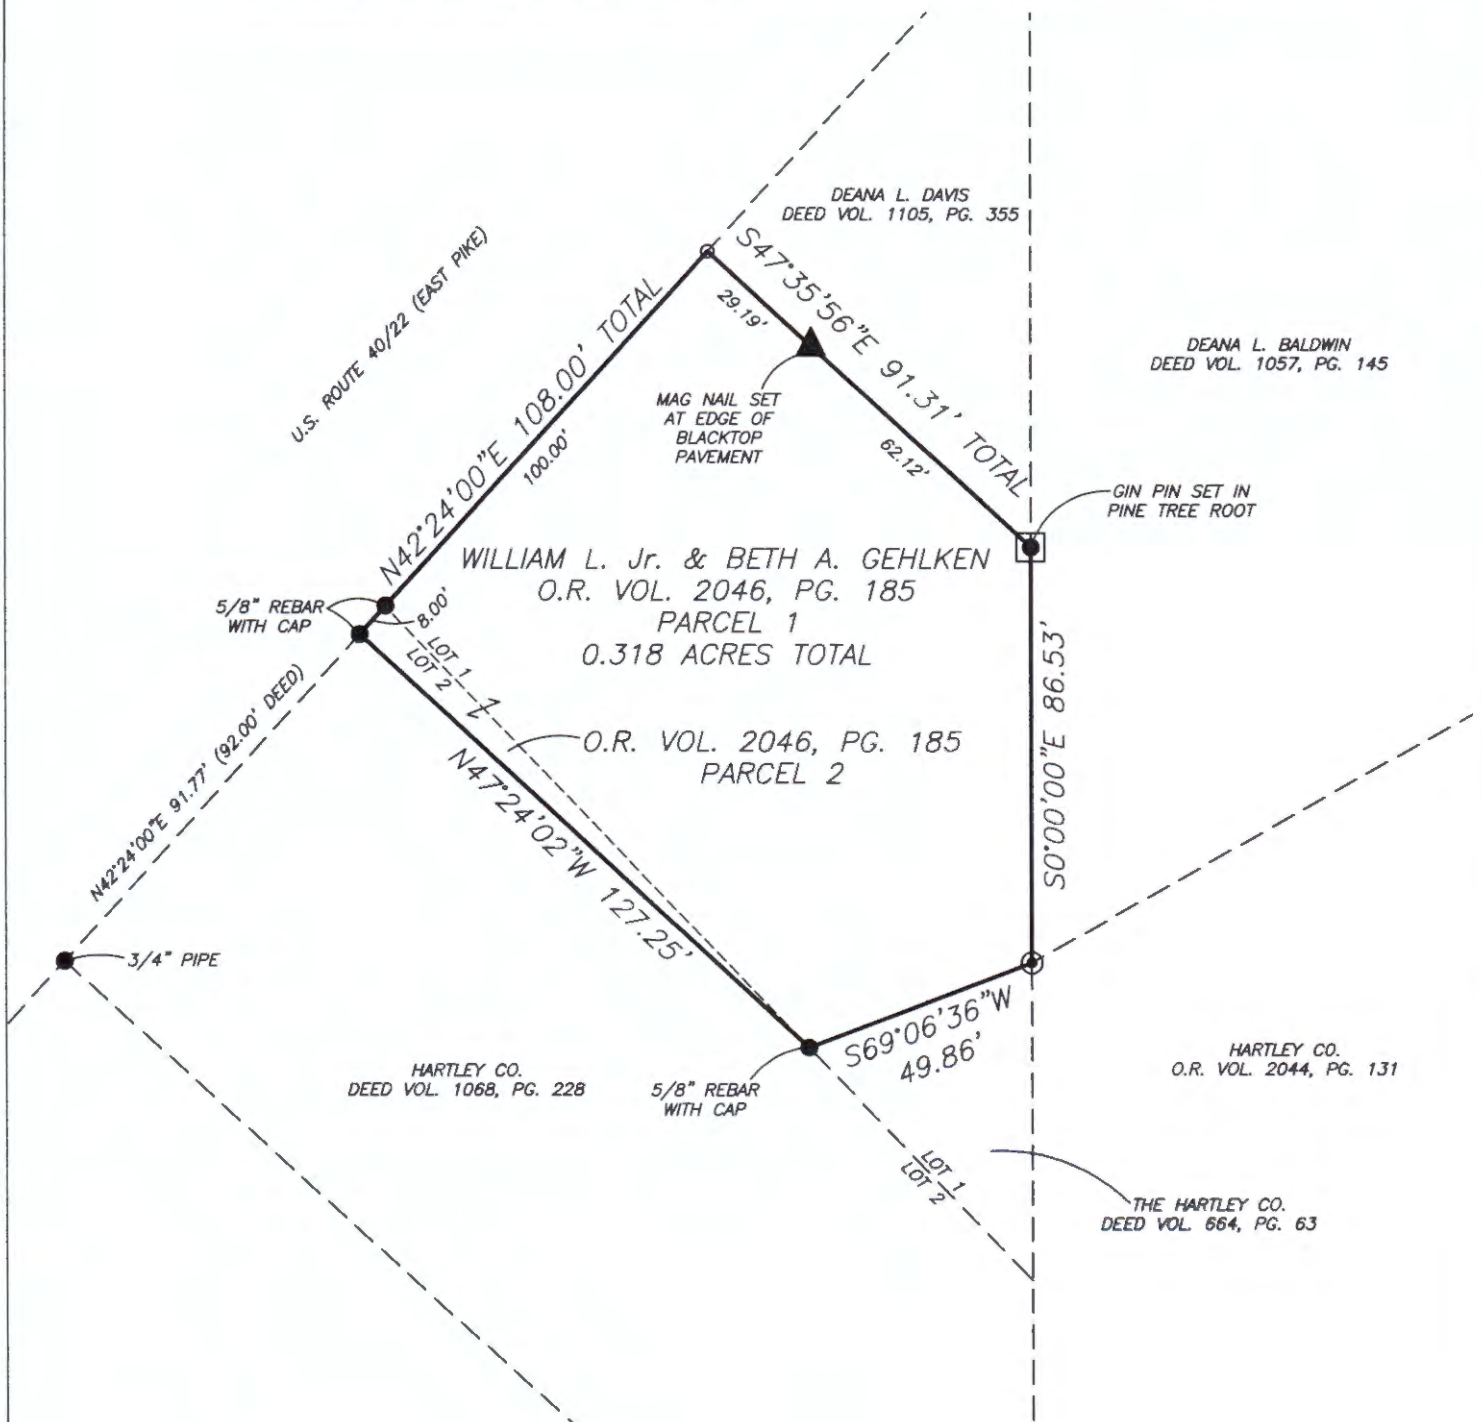 DEANA L. DAVIS
DEED VOL. 1105, PG. 355
U.S. ROUTE 40/22 (EAST PIKE)
S47°35'56"E 91.31' TOTAL
29.19'
62.12'
N42°24'00"E 108.00' TOTAL
100.00'
8.00'
DEANA L. BALDWIN
DEED VOL. 1057, PG. 145
MAG NAIL SET
AT EDGE OF
BLACKTOP
PAVEMENT
GIN PIN SET IN
PINE TREE ROOT
WILLIAM L. Jr. & BETH A. GEHLKEN
O.R. VOL. 2046, PG. 185
PARCEL 1
0.318 ACRES TOTAL
5/8" REBAR
WITH CAP
LOT 1
LOT 2
O.R. VOL. 2046, PG. 185
PARCEL 2
S0°00'00"E 86.53'
N42°24'00"E 91.77' (92.00' DEED)
N47°24'02"W 127.25'
3/4" PIPE
S69°06'36"W
49.86'
HARTLEY CO.
DEED VOL. 1068, PG. 228
5/8" REBAR
WITH CAP
HARTLEY CO.
O.R. VOL. 2044, PG. 131
LOT 1
LOT 2
THE HARTLEY CO.
DEED VOL. 664, PG. 63